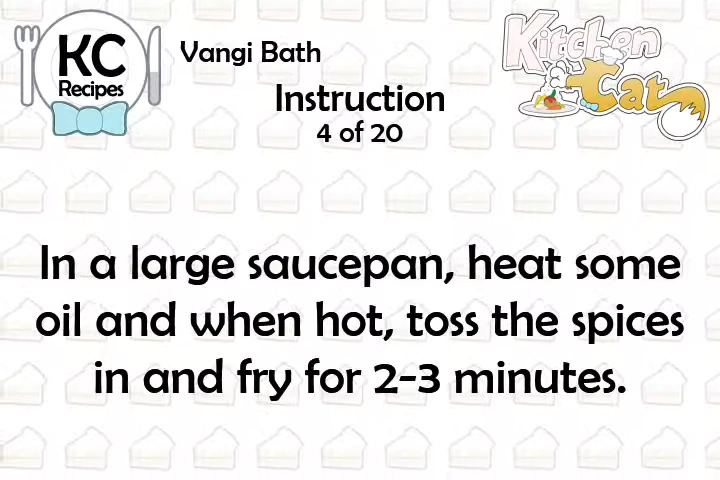 KC
Recipes
Vangi Bath
Kitchen
Cat
Instruction
4 of 20
In a large saucepan, heat some
oil and when hot, toss the spices
in and fry for 2-3 minutes.